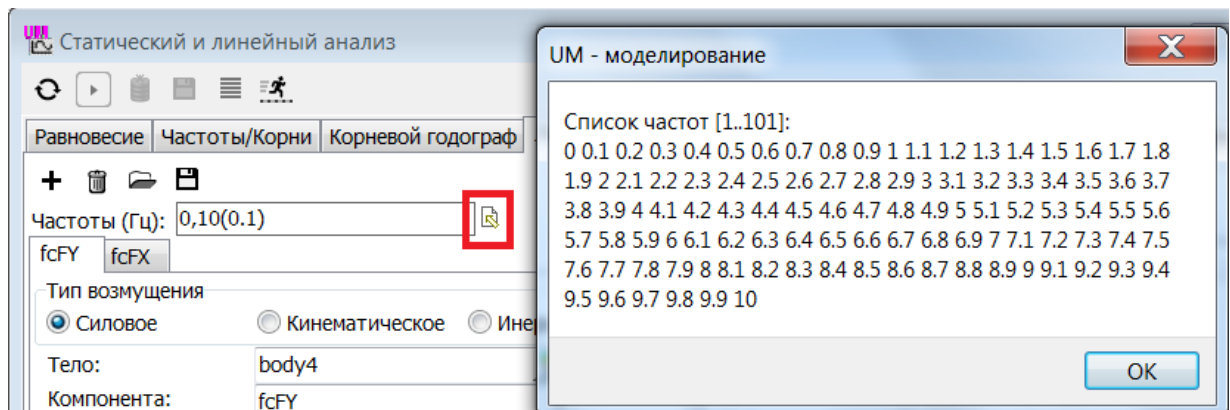 UM
Статический и линейный анализ
Равновесие Частоты/Корни Корневой годограф
Частоты (Гц): 0,10(0.1)
fcFY fcFX
Тип возмущения
Силовое Кинематическое
Тело: body4
Компонента: fcFY
UM - моделирование
Список частот [1..101]:
0 0.1 0.2 0.3 0.4 0.5 0.6 0.7 0.8 0.9 1 1.1 1.2 1.3 1.4 1.5 1.6 1.7 1.8
1.9 2 2.1 2.2 2.3 2.4 2.5 2.6 2.7 2.8 2.9 3 3.1 3.2 3.3 3.4 3.5 3.6 3.7
3.8 3.9 4 4.1 4.2 4.3 4.4 4.5 4.6 4.7 4.8 4.9 5 5.1 5.2 5.3 5.4 5.5 5.6
5.7 5.8 5.9 6 6.1 6.2 6.3 6.4 6.5 6.6 6.7 6.8 6.9 7 7.1 7.2 7.3 7.4 7.5
7.6 7.7 7.8 7.9 8 8.1 8.2 8.3 8.4 8.5 8.6 8.7 8.8 8.9 9 9.1 9.2 9.3 9.4
9.5 9.6 9.7 9.8 9.9 10
OK